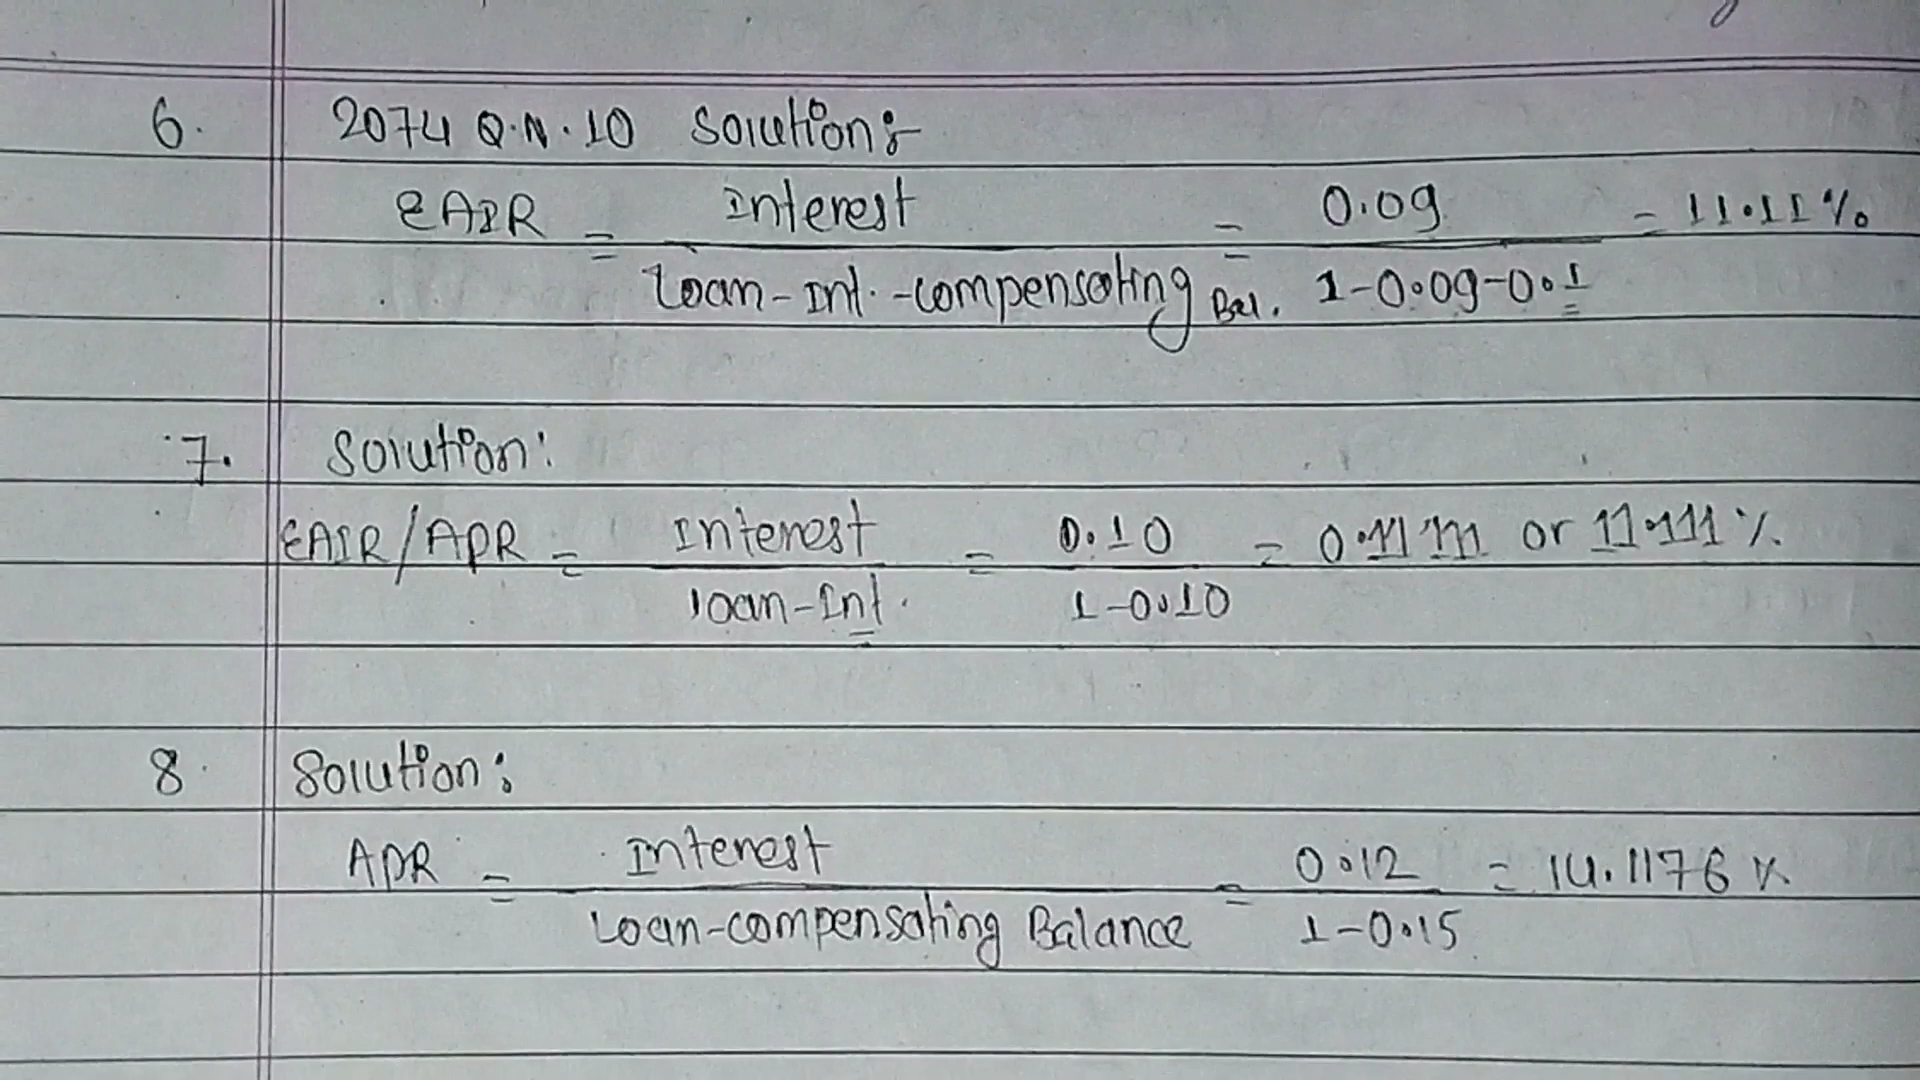 6. 2074 Q.N.10 Solution:-
EAIR = Interest / Loan-Int.-compensating Bal. = 0.09 / 1-0.09-0.1 = 11.11%
7. Solution:
EAIR/APR = Interest / loan-Int. = 0.10 / 1-0.10 = 0.11111 or 11.111%
8. Solution:
APR = Interest / Loan-compensating Balance = 0.12 / 1-0.15 = 14.1176%